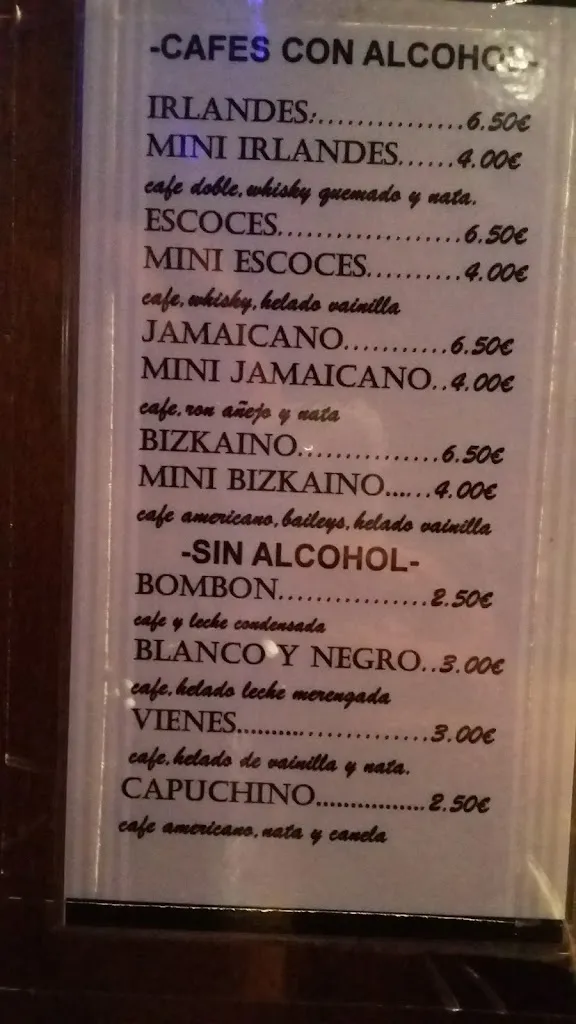 -CAFES CON ALCOHOL-
IRLANDES:...............6.50€
MINI IRLANDES......4.00€
cafe doble,whisky quemado y nata.
ESCOCES...................6.50€
MINI ESCOCES..........4.00€
cafe,whisky,helado vainilla
JAMAICANO...........6.50€
MINI JAMAICANO..4.00€
cafe,ron añejo y nata
BIZKAINO...............6.50€
MINI BIZKAINO......4.00€
cafe americano,baileys,helado vainilla
-SIN ALCOHOL-
BOMBON................2.50€
cafe y leche condensada
BLANCO Y NEGRO..3.00€
cafe,helado leche merengada
VIENES.......................3.00€
cafe,helado de vainilla y nata.
CAPUCHINO................2.50€
cafe americano,nata y canela